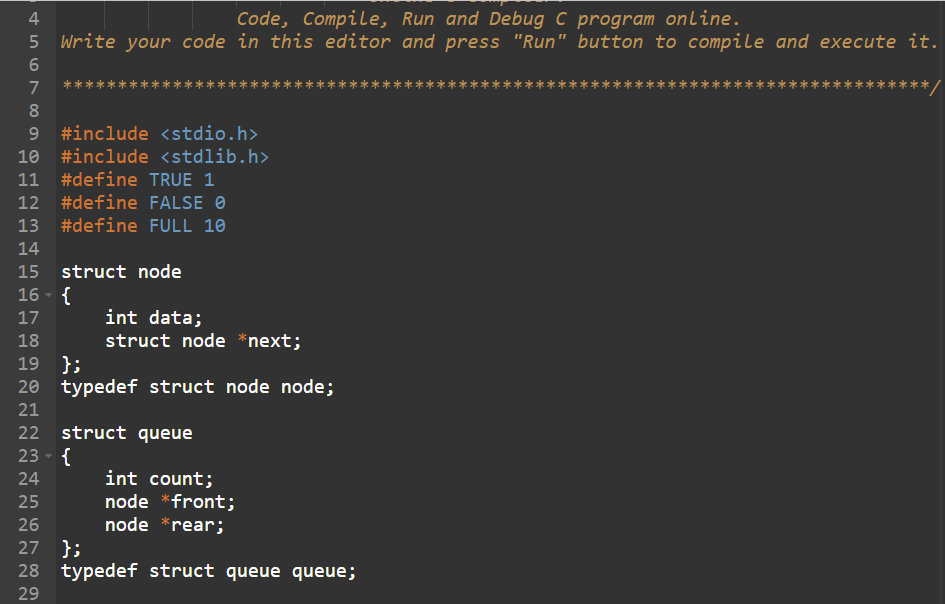 4 Code, Compile, Run and Debug C program online.
5 Write your code in this editor and press "Run" button to compile and execute it.
6
7 *******************************************************************************/
8
9 #include <stdio.h>
10 #include <stdlib.h>
11 #define TRUE 1
12 #define FALSE 0
13 #define FULL 10
14
15 struct node
16 {
17 int data;
18 struct node *next;
19 };
20 typedef struct node node;
21
22 struct queue
23 {
24 int count;
25 node *front;
26 node *rear;
27 };
28 typedef struct queue queue;
29